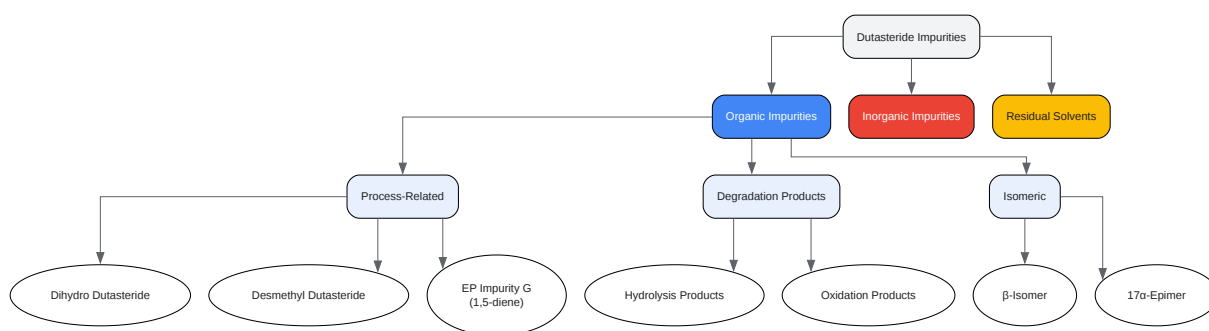 Dutasteride Impurities
Organic Impurities
Inorganic Impurities
Residual Solvents
Process-Related
Degradation Products
Isomeric
Dihydro Dutasteride
Desmethyl Dutasteride
EP Impurity G
(1,5-diene)
Hydrolysis Products
Oxidation Products
β-Isomer
17α-Epimer